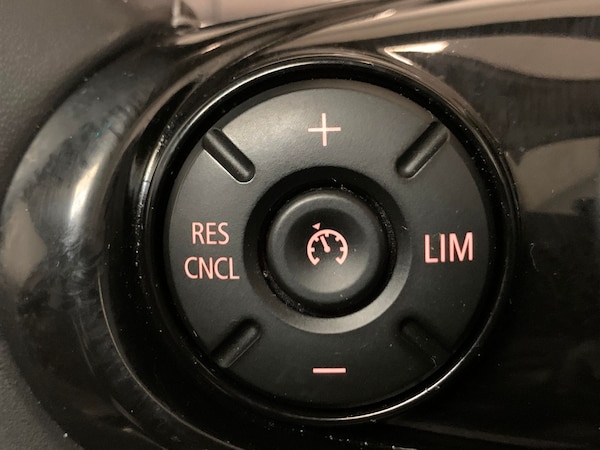 +
RES
CNCL
LIM
–